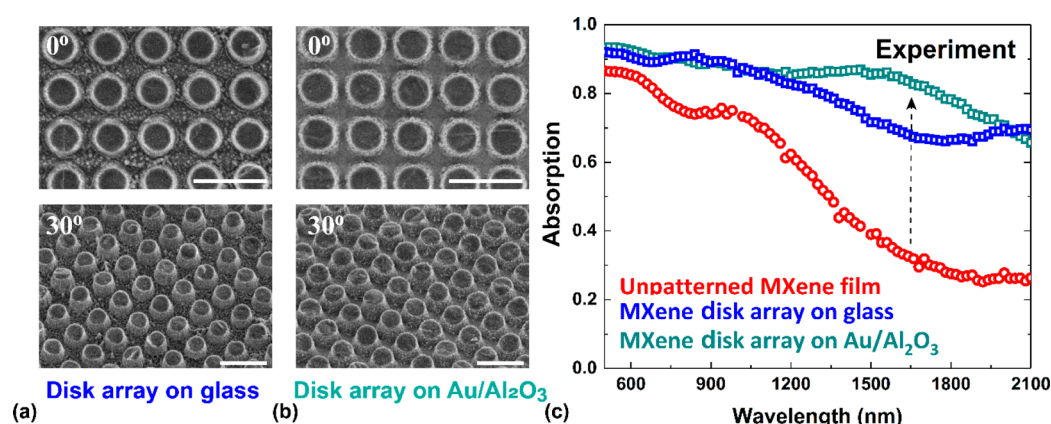 0º
30º
Disk array on glass
(a)
0º
30º
Disk array on Au/Al₂O₃
(b)
1.0
0.8
0.6
0.4
0.2
0.0
Absorption
Experiment
Unpatterned MXene film
MXene disk array on glass
MXene disk array on Au/Al₂O₃
600 900 1200 1500 1800 2100
Wavelength (nm)
(c)